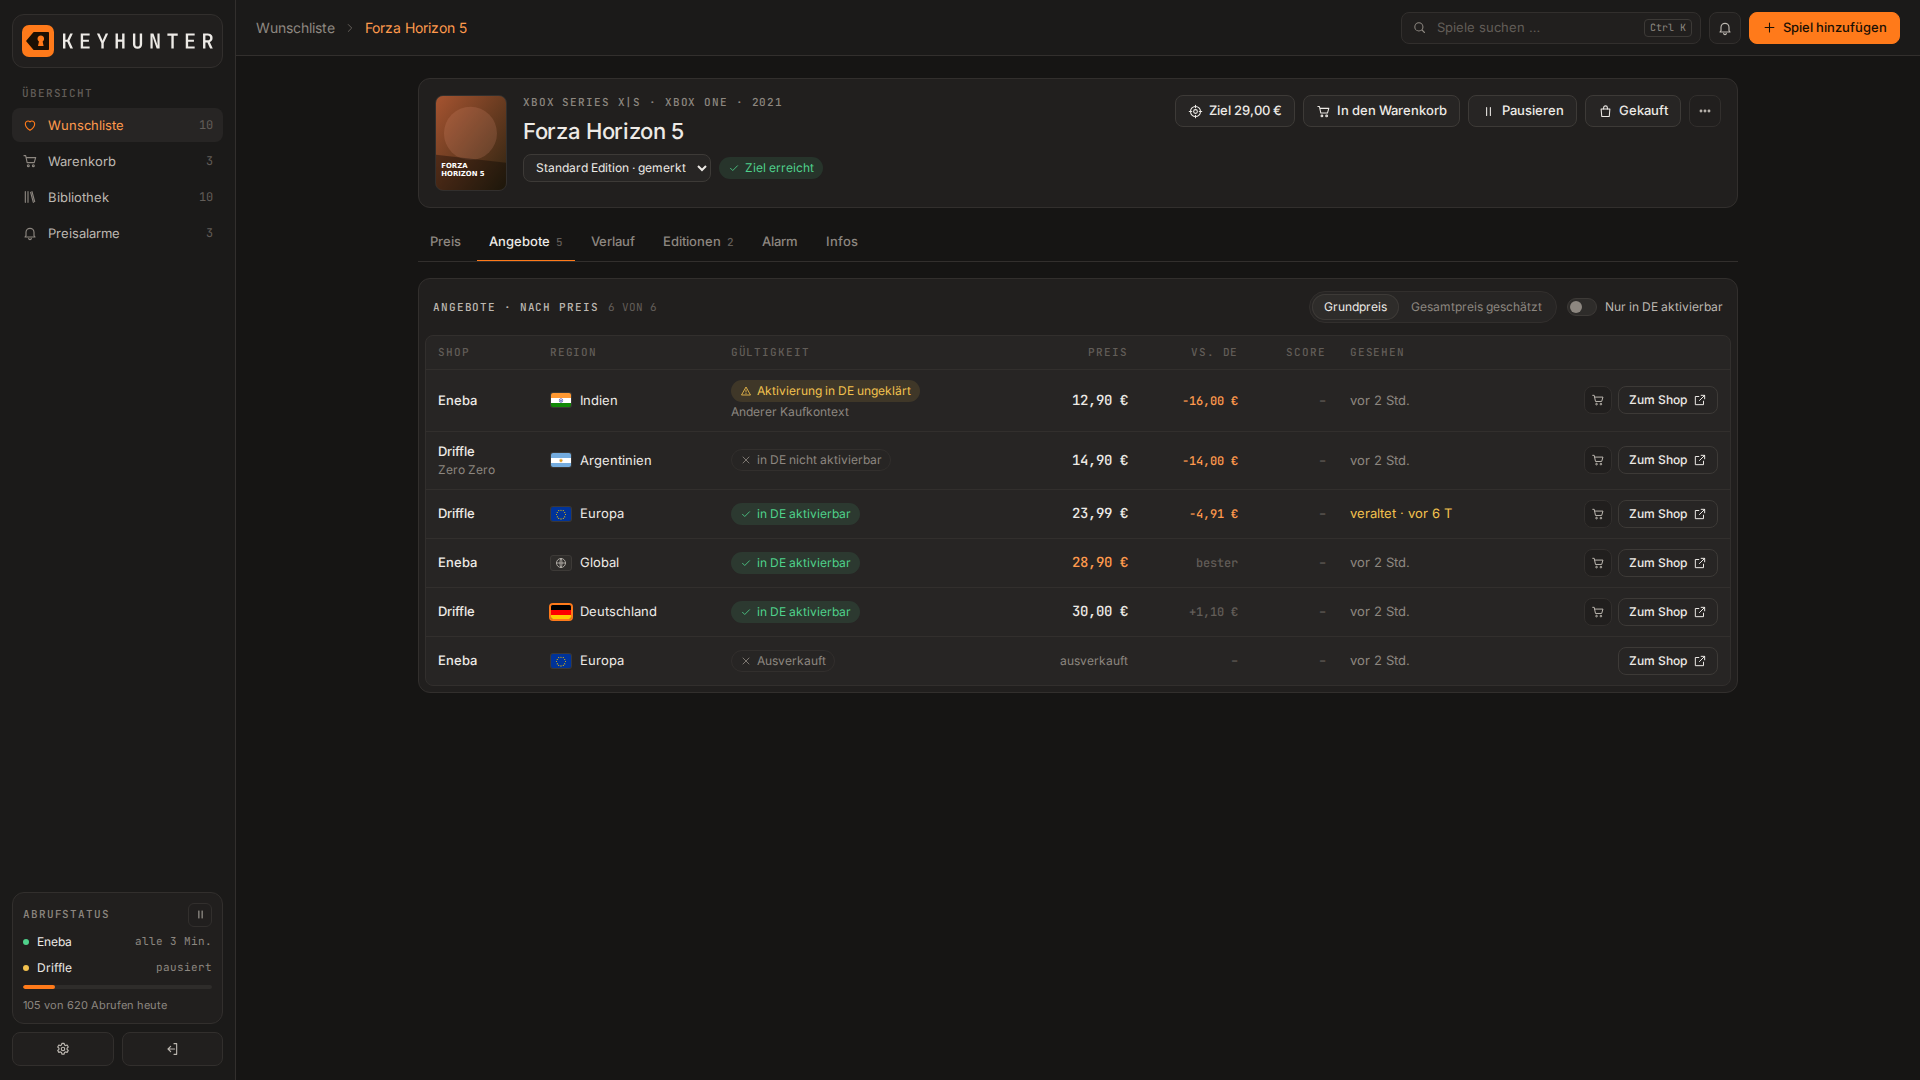 KEYHUNTER
ÜBERSICHT
Wunschliste 10
Warenkorb 3
Bibliothek 10
Preisalarme 3
ABRUFSTATUS
Eneba alle 3 Min.
Driffle pausiert
105 von 620 Abrufen heute
Wunschliste Forza Horizon 5
Spiele suchen ... Ctrl K
Spiel hinzufügen
FORZA
HORIZON 5
XBOX SERIES X|S · XBOX ONE · 2021
Forza Horizon 5
Standard Edition · gemerkt
Ziel erreicht
Ziel 29,00 €
In den Warenkorb
Pausieren
Gekauft
Preis Angebote 5 Verlauf Editionen 2 Alarm Infos
ANGEBOTE · NACH PREIS 6 VON 6
Grundpreis Gesamtpreis geschätzt Nur in DE aktivierbar
SHOP REGION GÜLTIGKEIT PREIS VS. DE SCORE GESEHEN
Eneba Indien Aktivierung in DE ungeklärt 12,90 € -16,00 € – vor 2 Std. Zum Shop
Anderer Kaufkontext
Driffle Argentinien in DE nicht aktivierbar 14,90 € -14,00 € – vor 2 Std. Zum Shop
Zero Zero
Driffle Europa in DE aktivierbar 23,99 € -4,91 € – veraltet · vor 6 T Zum Shop
Eneba Global in DE aktivierbar 28,90 € bester – vor 2 Std. Zum Shop
Driffle Deutschland in DE aktivierbar 30,00 € +1,10 € – vor 2 Std. Zum Shop
Eneba Europa Ausverkauft ausverkauft – – vor 2 Std. Zum Shop